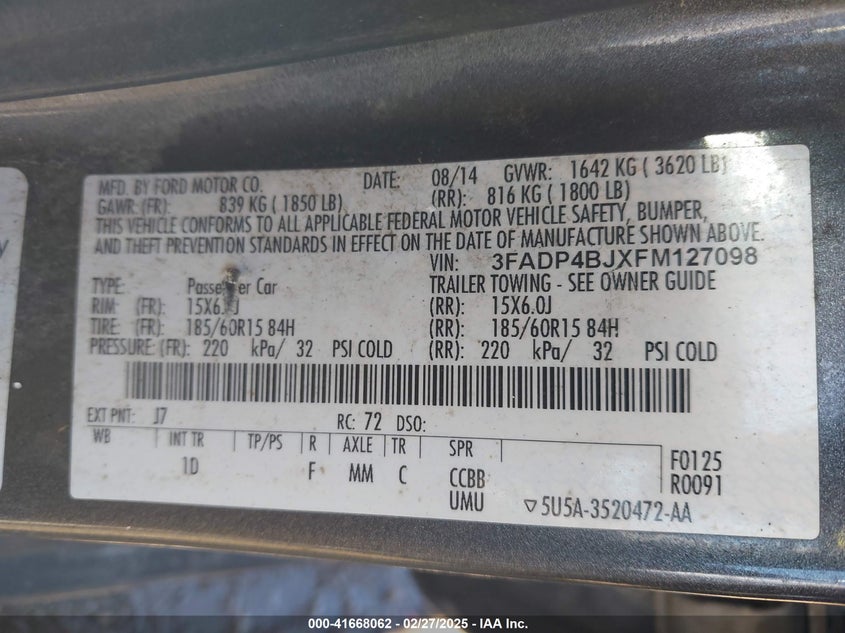 MFD. BY FORD MOTOR CO. DATE: 08/14 GVWR: 1642 KG ( 3620 LB)
GAWR: (FR): 839 KG ( 1850 LB) (RR): 816 KG ( 1800 LB)
THIS VEHICLE CONFORMS TO ALL APPLICABLE FEDERAL MOTOR VEHICLE SAFETY, BUMPER,
AND THEFT PREVENTION STANDARDS IN EFFECT ON THE DATE OF MANUFACTURE SHOWN ABOVE.
VIN: 3FADP4BJXFM127098
TYPE: Passenger Car TRAILER TOWING - SEE OWNER GUIDE
RIM: (FR): 15X6.0J (RR): 15X6.0J
TIRE: (FR): 185/60R15 84H (RR): 185/60R15 84H
PRESSURE: (FR): 220 kPa/ 32 PSI COLD (RR): 220 kPa/ 32 PSI COLD
EXT PNT: J7 RC: 72 DSO:
WB INT TR TP/PS R AXLE TR SPR
1D F MM C CCBB F0125
UMU R0091
▽5U5A-3520472-AA
000-41668062 - 02/27/2025 - IAA Inc.